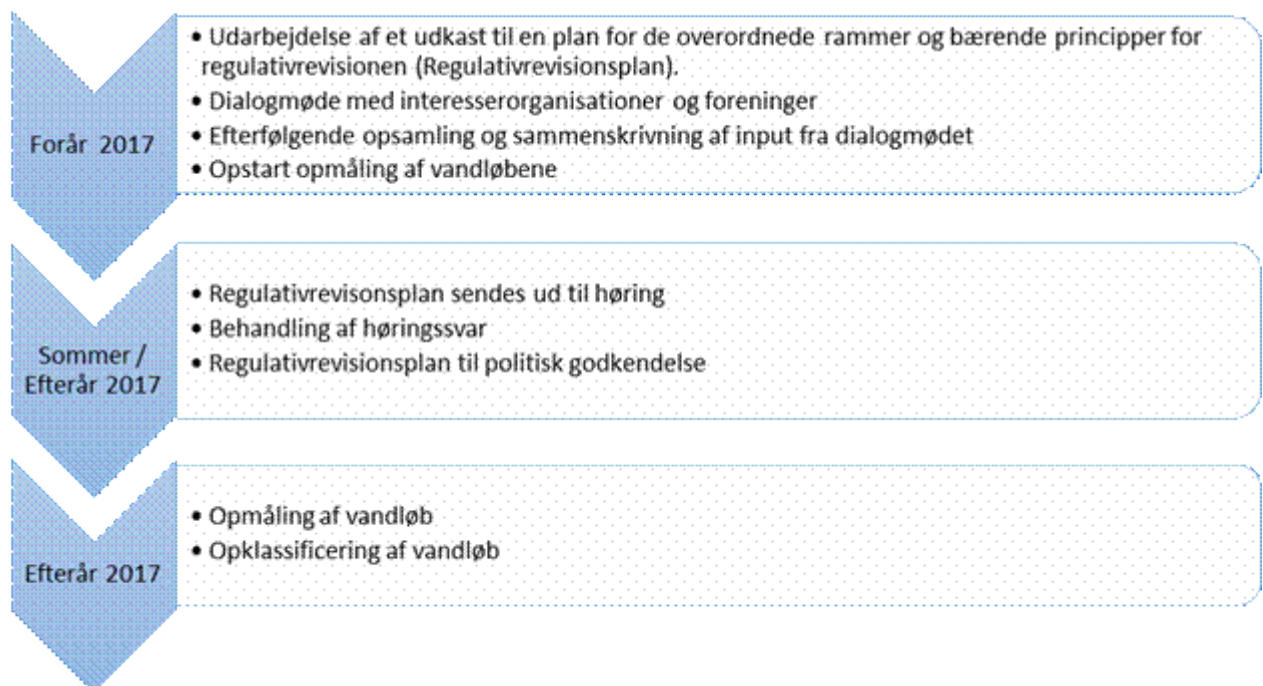 Forår 2017
• Udarbejdelse af et udkast til en plan for de overordnede rammer og bærende principper for
regulativrevisionen (Regulativrevisionsplan).
• Dialogmøde med interesserorganisationer og foreninger
• Efterfølgende opsamling og sammenskrivning af input fra dialogmødet
• Opstart opmåling af vandløbene
Sommer /
Efterår 2017
• Regulativrevisonsplan sendes ud til høring
• Behandling af høringssvar
• Regulativrevisionsplan til politisk godkendelse
Efterår 2017
• Opmåling af vandløb
• Opklassificering af vandløb